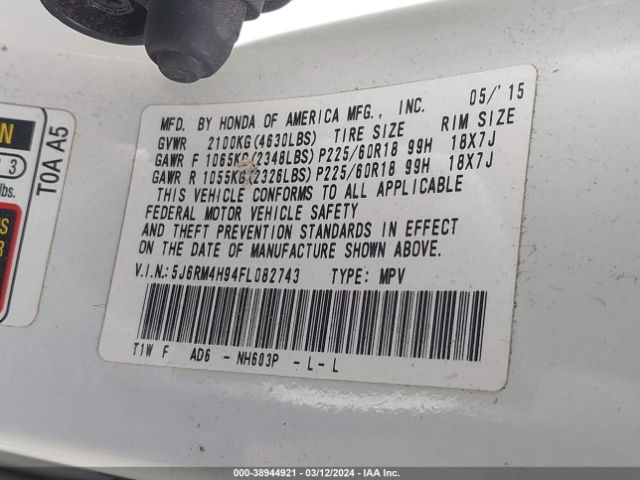 MFD. BY HONDA OF AMERICA MFG., INC. 05/'15
GVWR 2100KG(4630LBS) TIRE SIZE RIM SIZE
GAWR F 1065KG(2348LBS)P225/60R18 99H 18X7J
GAWR R 1055KG(2326LBS)P225/60R18 99H 18X7J
THIS VEHICLE CONFORMS TO ALL APPLICABLE
FEDERAL MOTOR VEHICLE SAFETY
AND THEFT PREVENTION STANDARDS IN EFFECT
ON THE DATE OF MANUFACTURE SHOWN ABOVE.
V.I.N.:5J6RM4H94FL082743 TYPE: MPV
T1W F AD6 - NH603P - L - L
3
lbs.
T0A A5
000-38944921 - 03/12/2024 - IAA Inc.